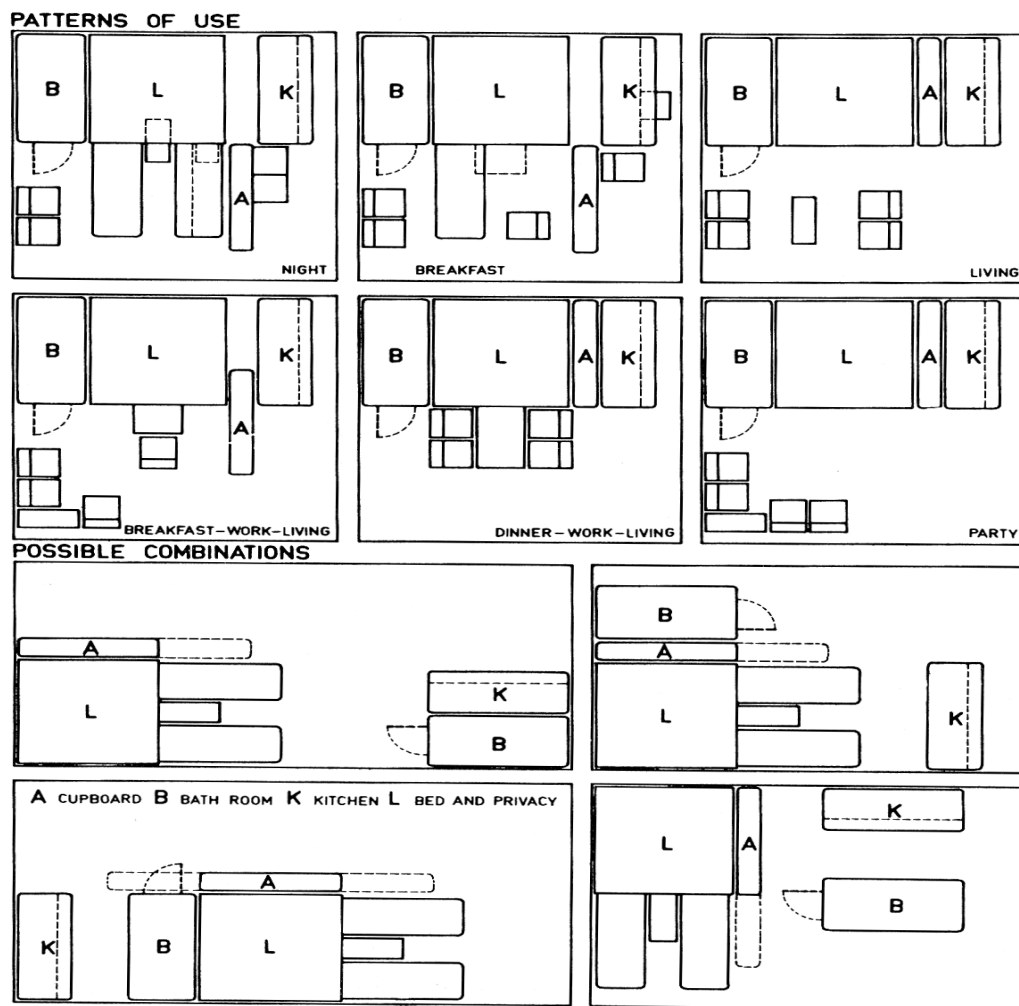 PATTERNS OF USE
B L K
A
NIGHT
B L K
A
BREAKFAST
B L A K
LIVING
B L K
A
BREAKFAST–WORK–LIVING
B L A K
DINNER–WORK–LIVING
B L A K
PARTY
POSSIBLE COMBINATIONS
A
L
K
B
B
A
L
K
A CUPBOARD B BATH ROOM K KITCHEN L BED AND PRIVACY
A
K B L
K
L A
B